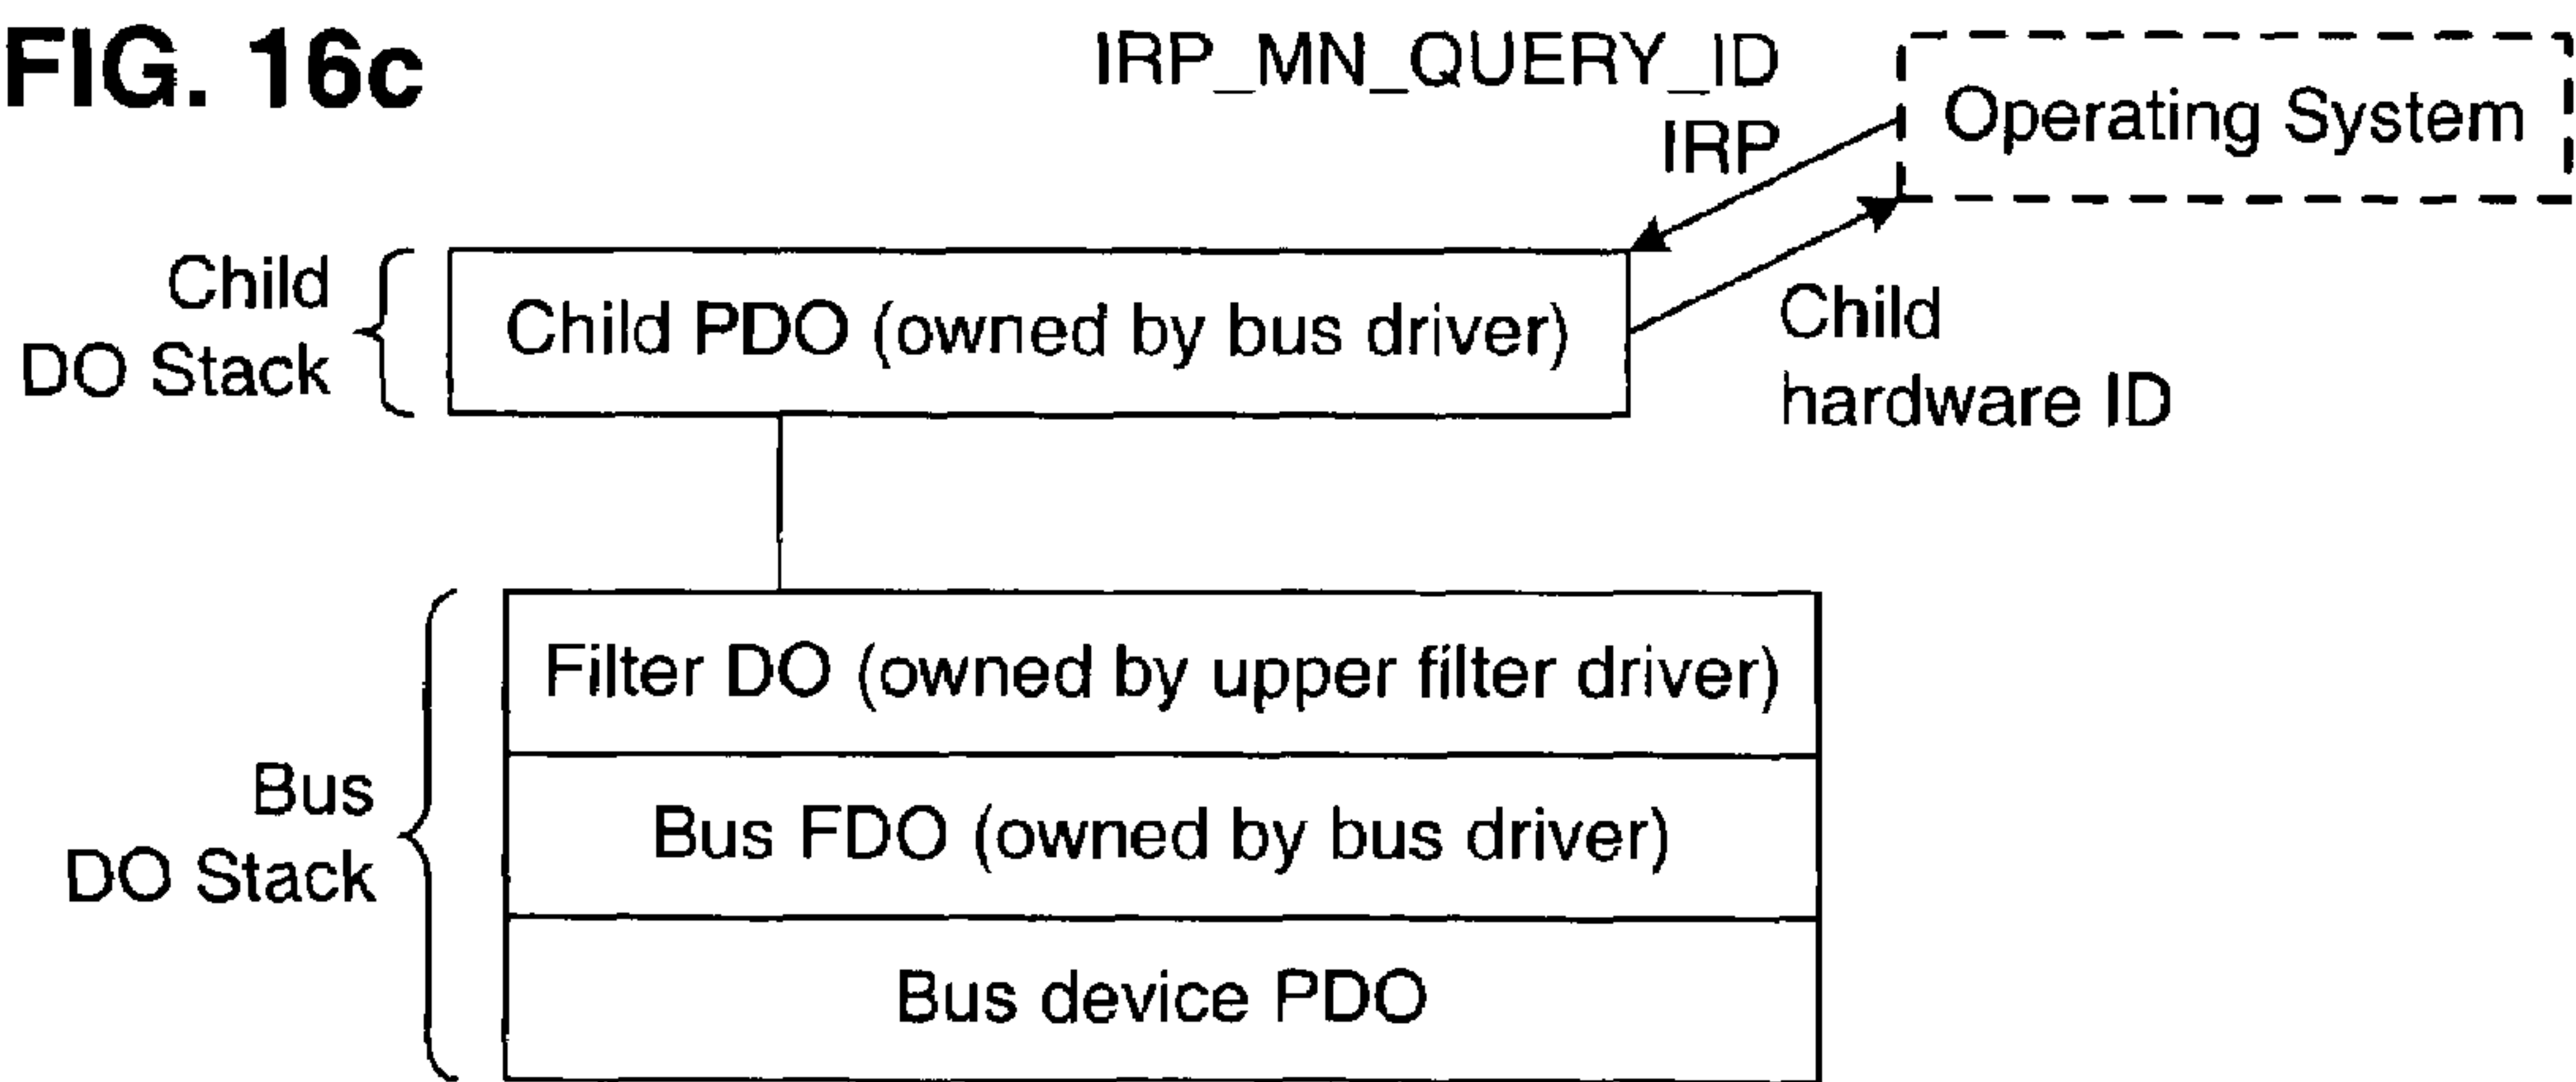 FIG. 16c
IRP_MN_QUERY_ID
IRP
Operating System
Child
DO Stack
Child PDO (owned by bus driver)
Child
hardware ID
Filter DO (owned by upper filter driver)
Bus
DO Stack
Bus FDO (owned by bus driver)
Bus device PDO